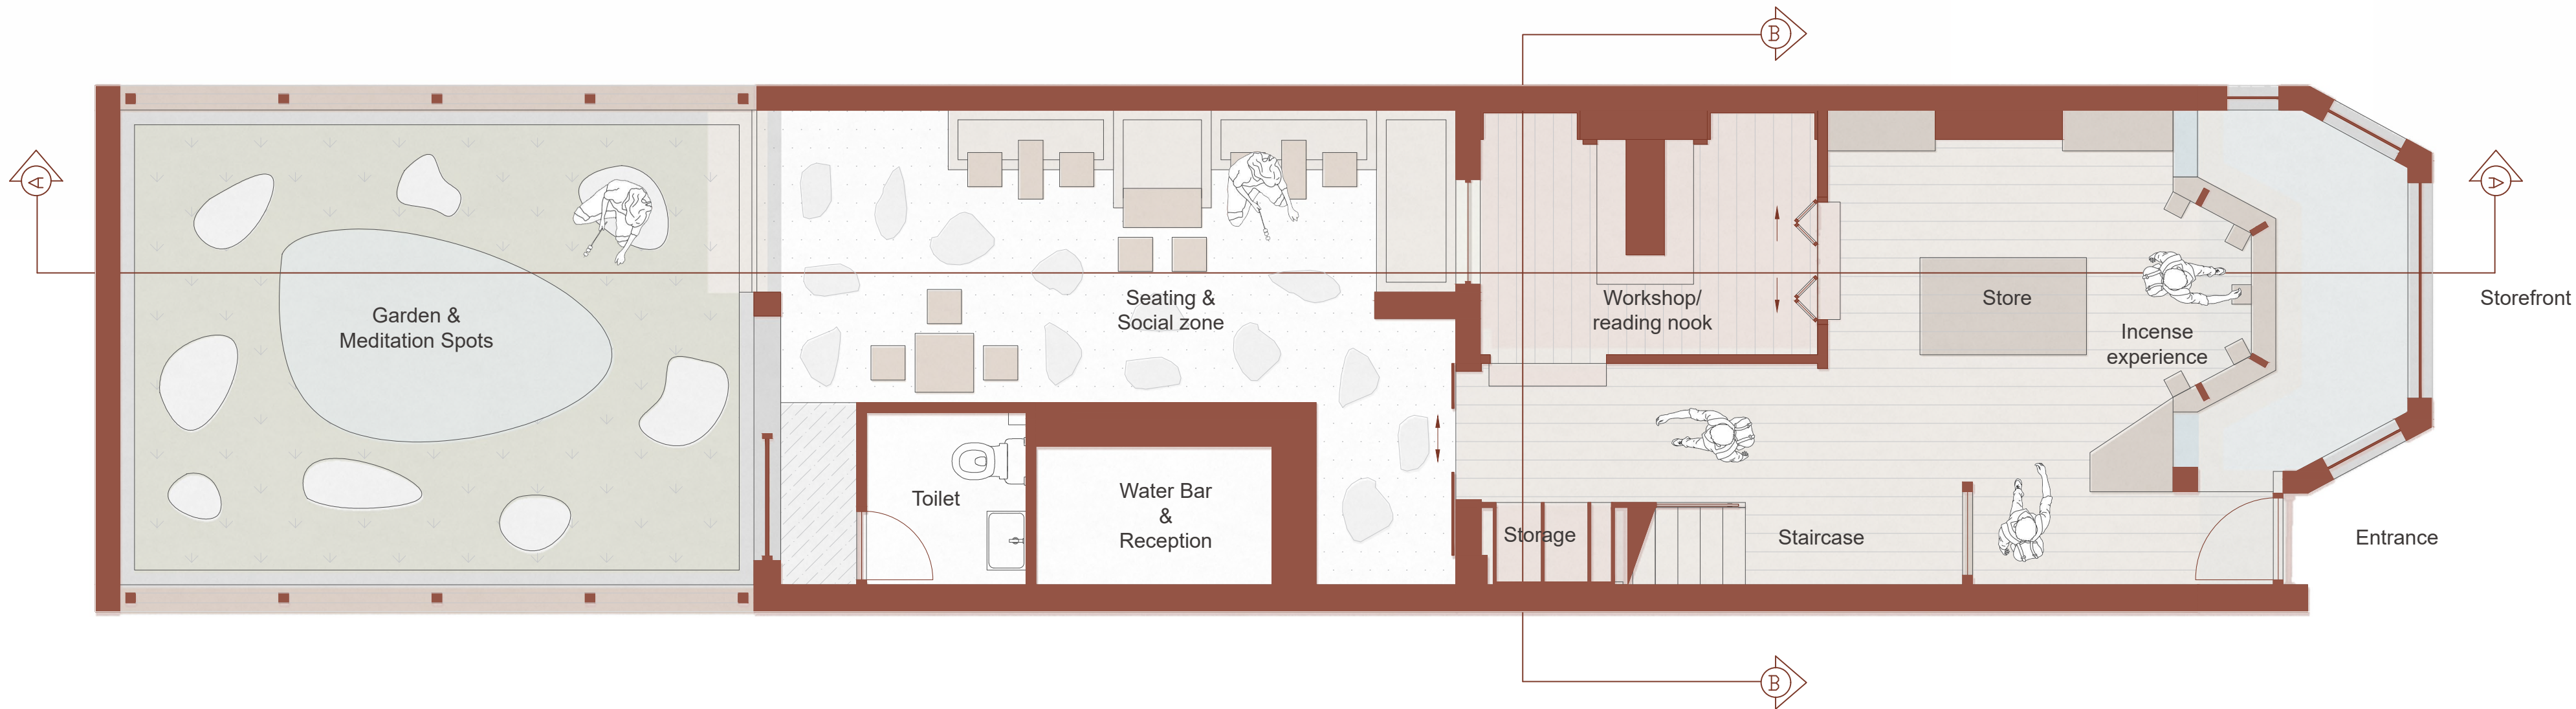 B
A
A
Garden &
Meditation Spots
Seating &
Social zone
Workshop/
reading nook
Store
Storefront
Incense
experience
Toilet
Water Bar
&
Reception
Storage
Staircase
Entrance
B